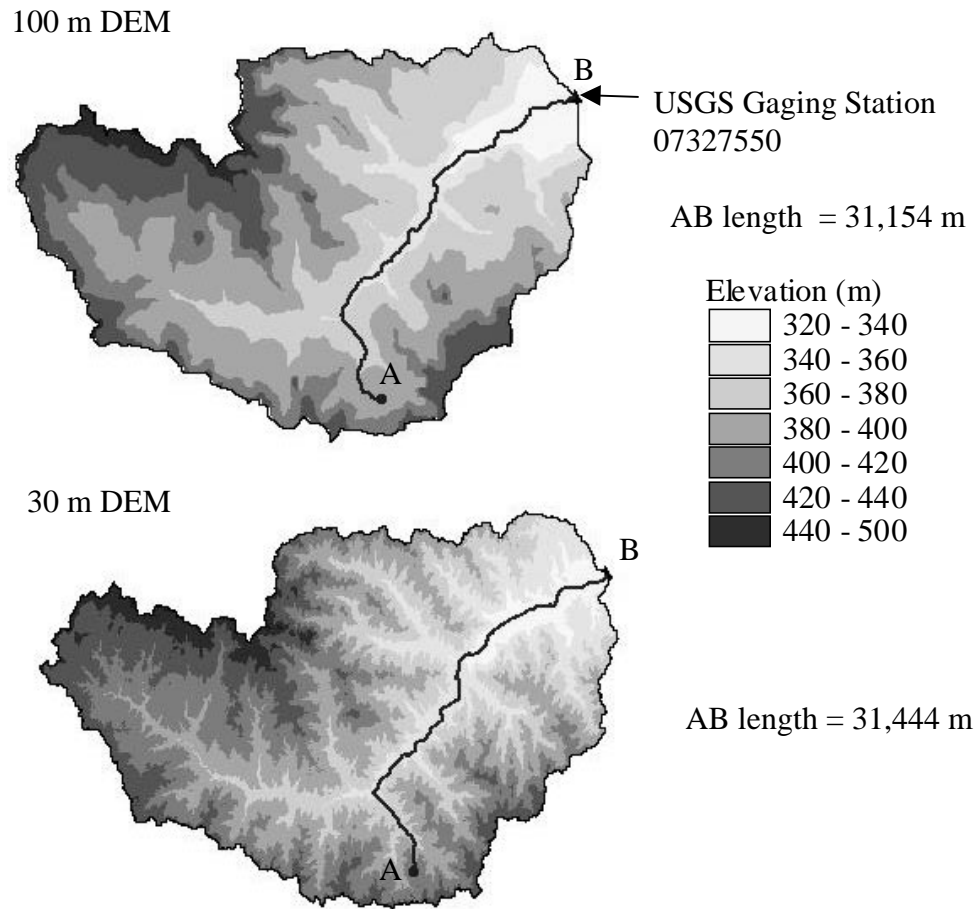 100 m DEM
B
USGS Gaging Station
07327550
AB length = 31,154 m
Elevation (m)
320 - 340
340 - 360
360 - 380
380 - 400
400 - 420
420 - 440
440 - 500
A
30 m DEM
B
AB length = 31,444 m
A